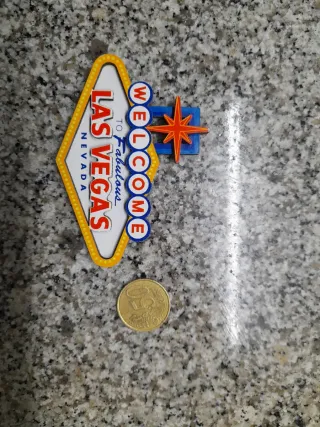 WELCOME
TO Fabulous
LAS VEGAS
NEVADA